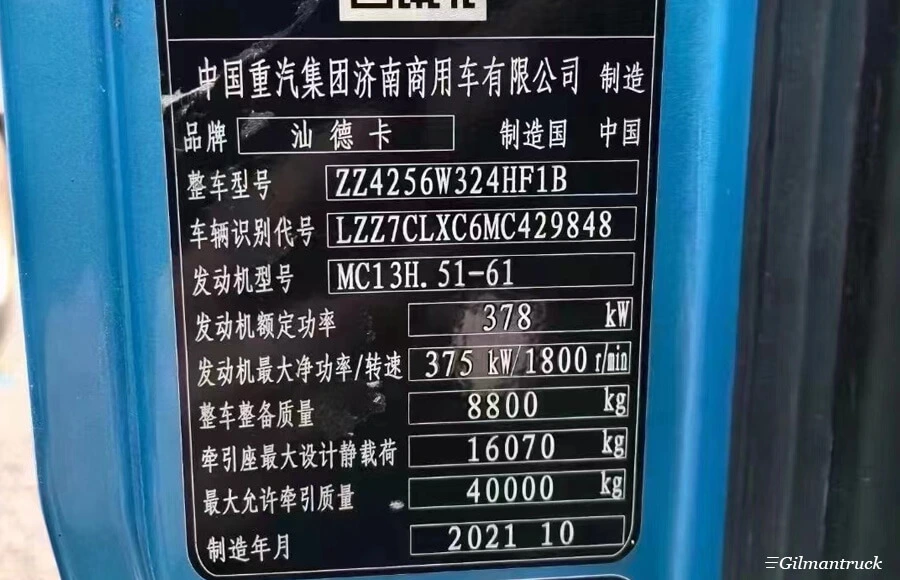 中国重汽集团济南商用车有限公司 制造
品牌 汕德卡 制造国 中国
整车型号 ZZ4256W324HF1B
车辆识别代号 LZZ7CLXC6MC429848
发动机型号 MC13H.51-61
发动机额定功率 378 kW
发动机最大净功率/转速 375 kW/1800 r/min
整车整备质量 8800 kg
牵引座最大设计静载荷 16070 kg
最大允许牵引质量 40000 kg
制造年月 2021 10
Gilmantruck